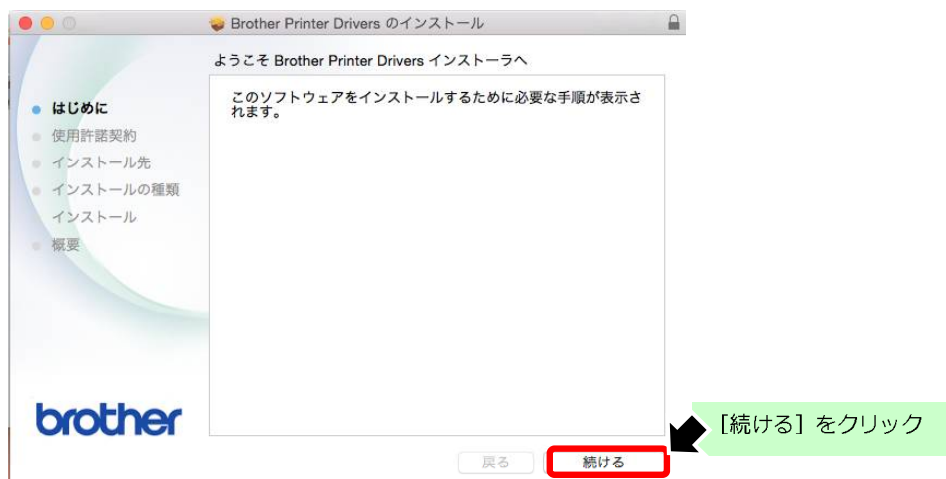 Brother Printer Drivers のインストール
ようこそ Brother Printer Drivers インストーラへ
このソフトウェアをインストールするために必要な手順が表示さ
れます。
はじめに
使用許諾契約
インストール先
インストールの種類
インストール
概要
brother
戻る
続ける
［続ける］をクリック